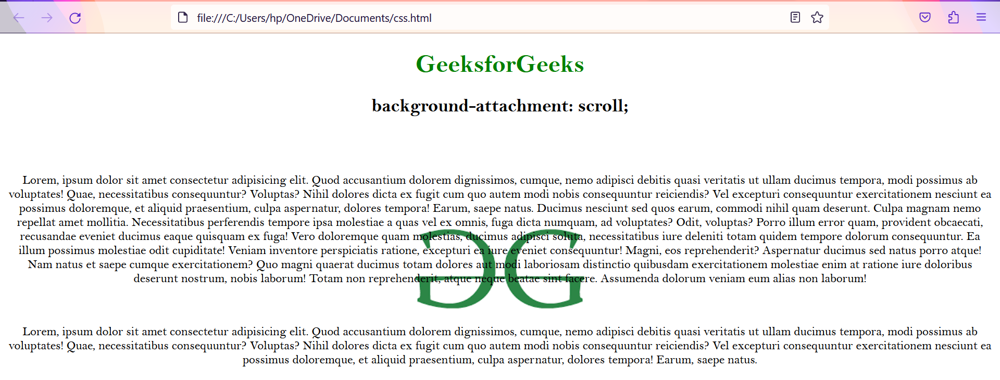 file:///C:/Users/hp/OneDrive/Documents/css.html
GeeksforGeeks
background-attachment: scroll;
Lorem, ipsum dolor sit amet consectetur adipisicing elit. Quod accusantium dolorem dignissimos, cumque, nemo adipisci debitis quasi veritatis ut ullam ducimus tempora, modi possimus ab
voluptates! Quae, necessitatibus consequuntur? Voluptas? Nihil dolores dicta ex fugit cum quo autem modi nobis consequuntur reiciendis? Vel excepturi consequuntur exercitationem nesciunt ea
possimus doloremque, et aliquid praesentium, culpa aspernatur, dolores tempora! Earum, saepe natus. Ducimus nesciunt sed quos earum, commodi nihil quam deserunt. Culpa magnam nemo
repellat amet mollitia. Necessitatibus perferendis tempore ipsa molestiae a quas vel ex omnis, fuga dicta numquam, ad voluptates? Odit, voluptas? Porro illum error quam, provident obcaecati,
recusandae eveniet ducimus eaque quisquam ex fuga! Vero doloremque quam molestias, ducimus adipisci soluta, necessitatibus iure deleniti totam quidem tempore dolorum consequuntur. Ea
illum possimus molestiae odit cupiditate! Veniam inventore perspiciatis ratione, excepturi ea iure eveniet consequuntur! Magni, eos reprehenderit? Aspernatur ducimus sed natus porro atque!
Nam natus et saepe cumque exercitationem? Quo magni quaerat ducimus totam dolores aut modi laboriosam distinctio quibusdam exercitationem molestiae enim at ratione iure doloribus
deserunt nostrum, nobis laborum! Totam non reprehenderit, atque neque beatae sint facere. Assumenda dolorum veniam eum alias non laborum!
Lorem, ipsum dolor sit amet consectetur adipisicing elit. Quod accusantium dolorem dignissimos, cumque, nemo adipisci debitis quasi veritatis ut ullam ducimus tempora, modi possimus ab
voluptates! Quae, necessitatibus consequuntur? Voluptas? Nihil dolores dicta ex fugit cum quo autem modi nobis consequuntur reiciendis? Vel excepturi consequuntur exercitationem nesciunt ea
possimus doloremque, et aliquid praesentium, culpa aspernatur, dolores tempora! Earum, saepe natus.